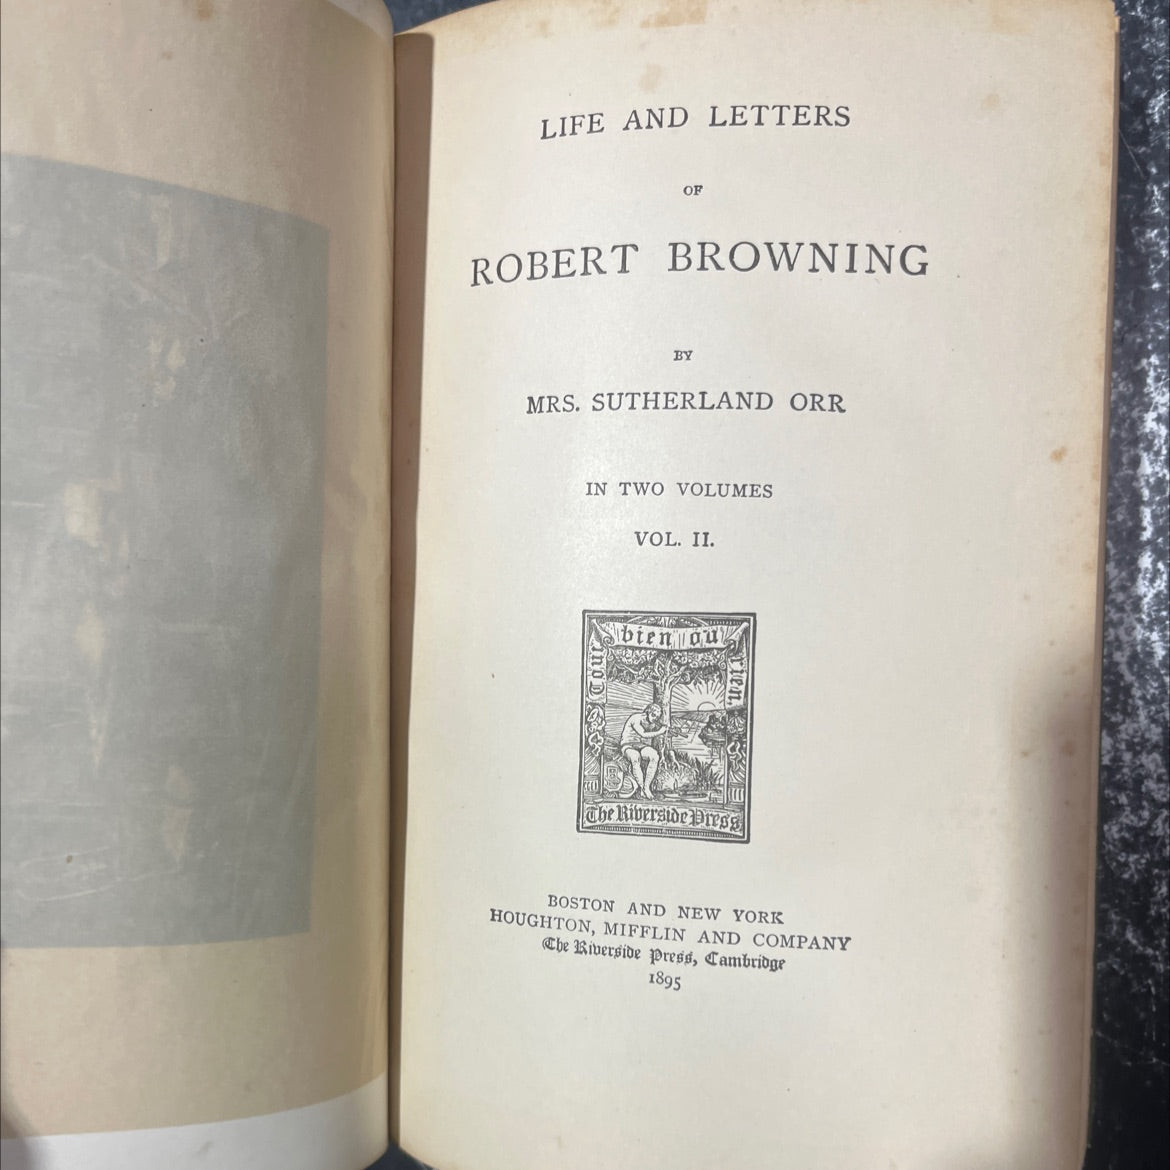 LIFE AND LETTERS
OF
ROBERT BROWNING
BY
MRS. SUTHERLAND ORR
IN TWO VOLUMES
VOL. II.
Tout
bien ou
rien.
The Riverside Press
BOSTON AND NEW YORK
HOUGHTON, MIFFLIN AND COMPANY
The Riverside Press, Cambridge
1895